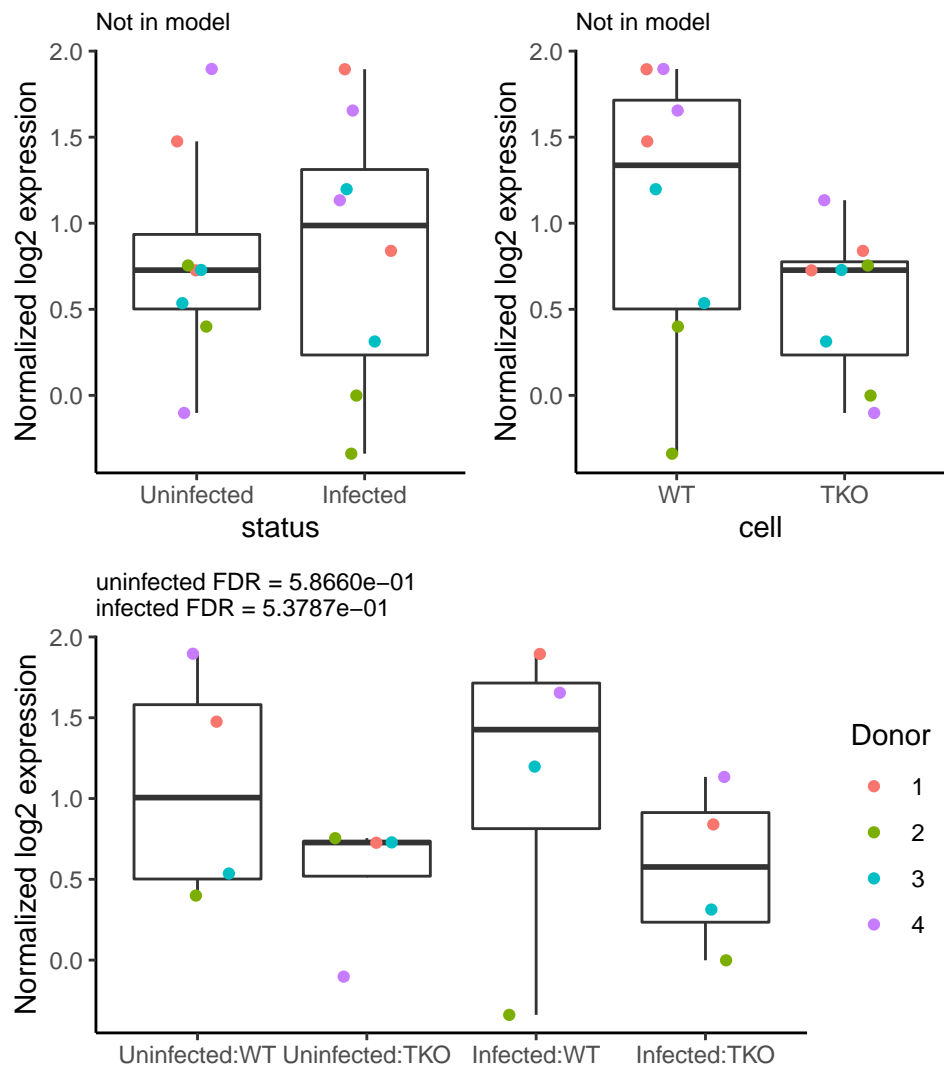 Not in model
Normalized log2 expression
2.0
1.5
1.0
0.5
0.0
Uninfected Infected
status
Not in model
Normalized log2 expression
2.0
1.5
1.0
0.5
0.0
WT TKO
cell
uninfected FDR = 5.8660e−01
infected FDR = 5.3787e−01
Normalized log2 expression
2.0
1.5
1.0
0.5
0.0
Uninfected:WT Uninfected:TKO Infected:WT Infected:TKO
Donor
1
2
3
4